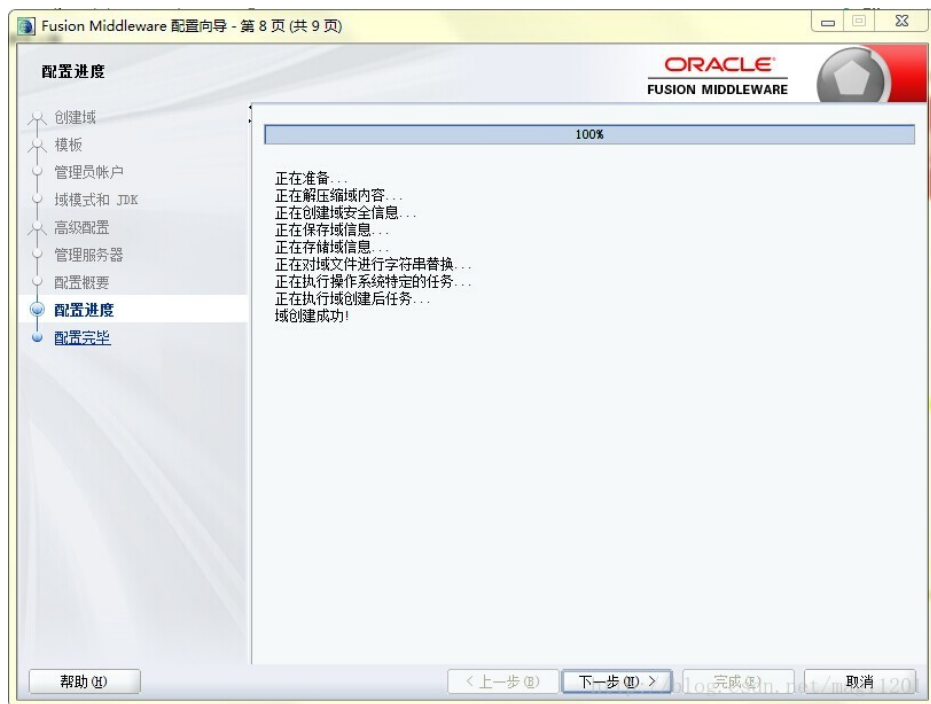 Fusion Middleware 配置向导 - 第 8 页 (共 9 页)
配置进度
ORACLE
FUSION MIDDLEWARE
创建域
模板
管理员帐户
域模式和 JDK
高级配置
管理服务器
配置概要
配置进度
配置完毕
100%
正在准备...
正在解压缩域内容...
正在创建域安全信息...
正在保存域信息...
正在存储域信息...
正在对域文件进行字符串替换...
正在执行操作系统特定的任务...
正在执行域创建后任务...
域创建成功!
帮助(H)
<上一步(B)
下一步(N)>
完成(F)
取消